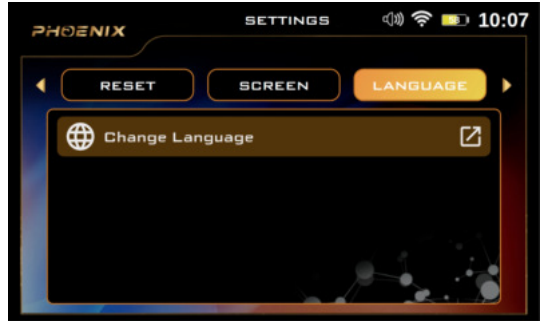 PHOENIX
SETTINGS
10:07
RESET
SCREEN
LANGUAGE
Change Language